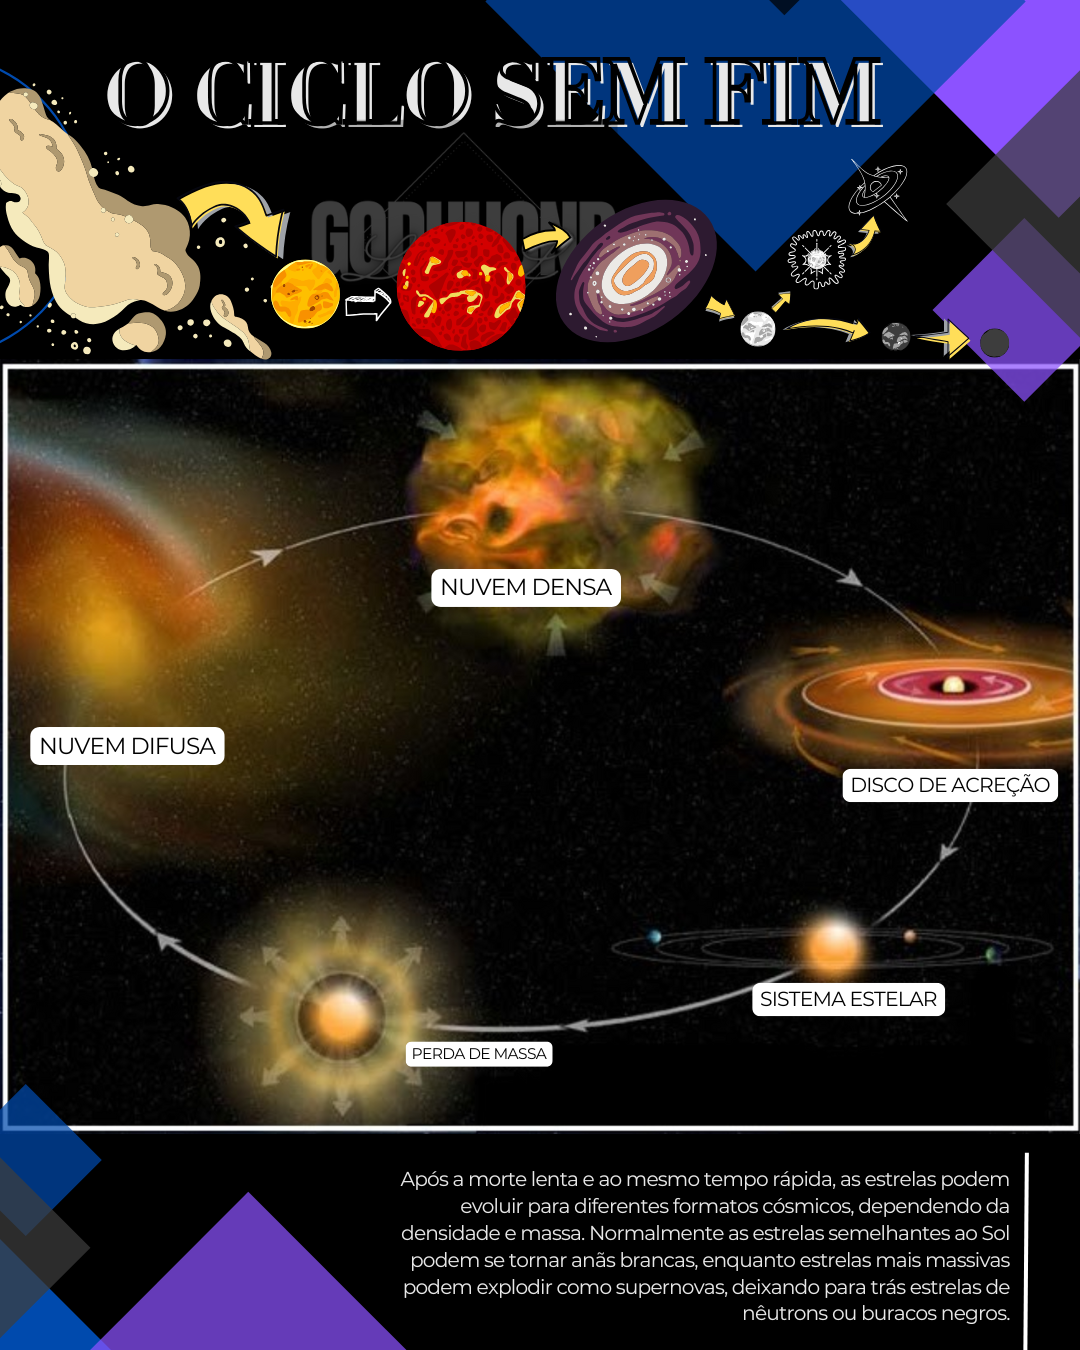 O CICLO SEM FIM
NUVEM DENSA
NUVEM DIFUSA
DISCO DE ACREÇÃO
SISTEMA ESTELAR
PERDA DE MASSA
Após a morte lenta e ao mesmo tempo rápida, as estrelas podem
evoluir para diferentes formatos cósmicos, dependendo da
densidade e massa. Normalmente as estrelas semelhantes ao Sol
podem se tornar anãs brancas, enquanto estrelas mais massivas
podem explodir como supernovas, deixando para trás estrelas de
nêutrons ou buracos negros.